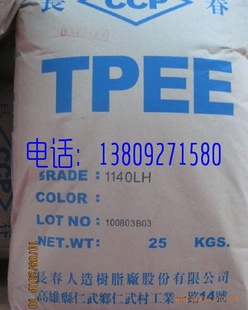 長 CCP 春
TPEE
电话: 13809271580
GRADE: 1140LH
COLOR:
LOT NO: 100803B03
NET.WT: 25 KGS.
長春人造樹脂廠股份有限公司
高雄縣仁武鄉仁武村工業一路14號